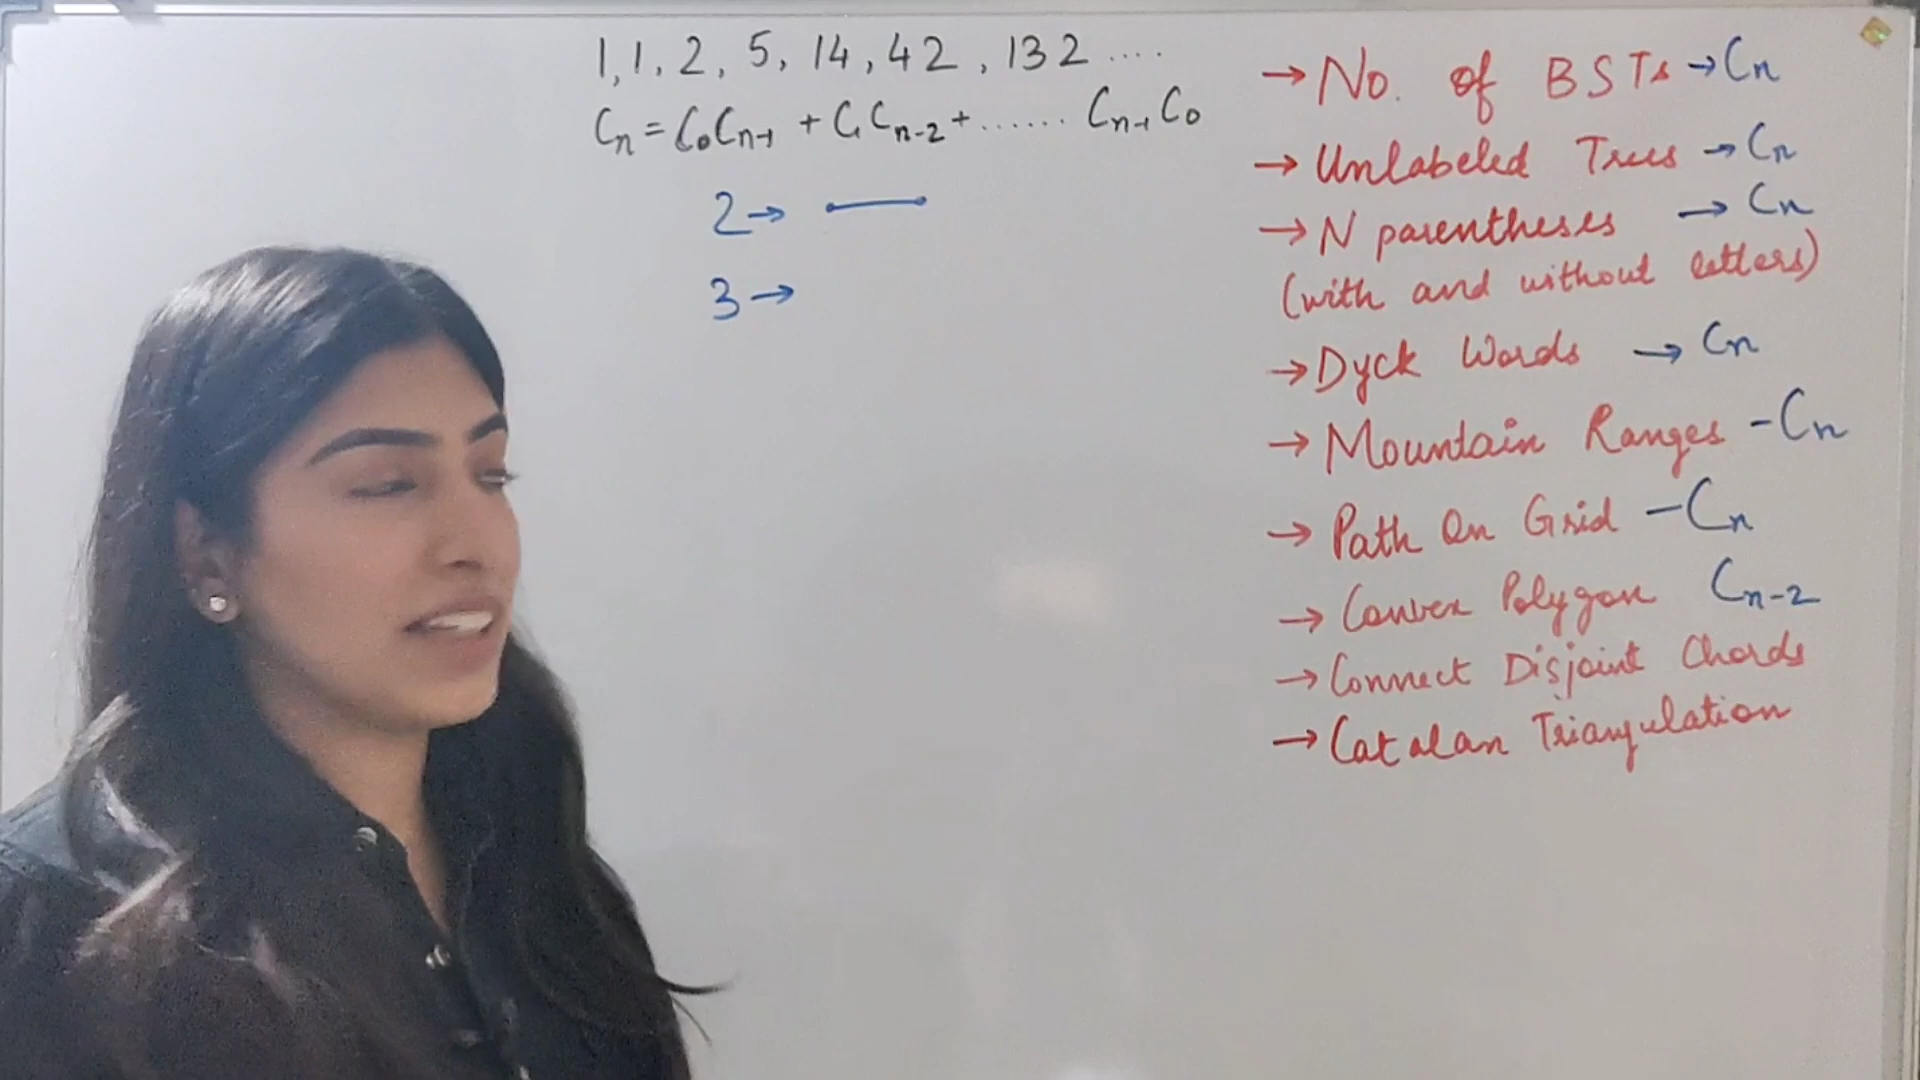 1, 1, 2, 5, 14, 42, 132 ....
Cn = C0Cn-1 + C1Cn-2 + ...... Cn-1C0
2 →
3 →
→ No. of BSTs → Cn
→ Unlabeled Trees → Cn
→ N parentheses → Cn
(with and without letters)
→ Dyck Words → Cn
→ Mountain Ranges - Cn
→ Path On Grid - Cn
→ Convex Polygon Cn-2
→ Connect Disjoint Chords
→ Catalan Triangulation